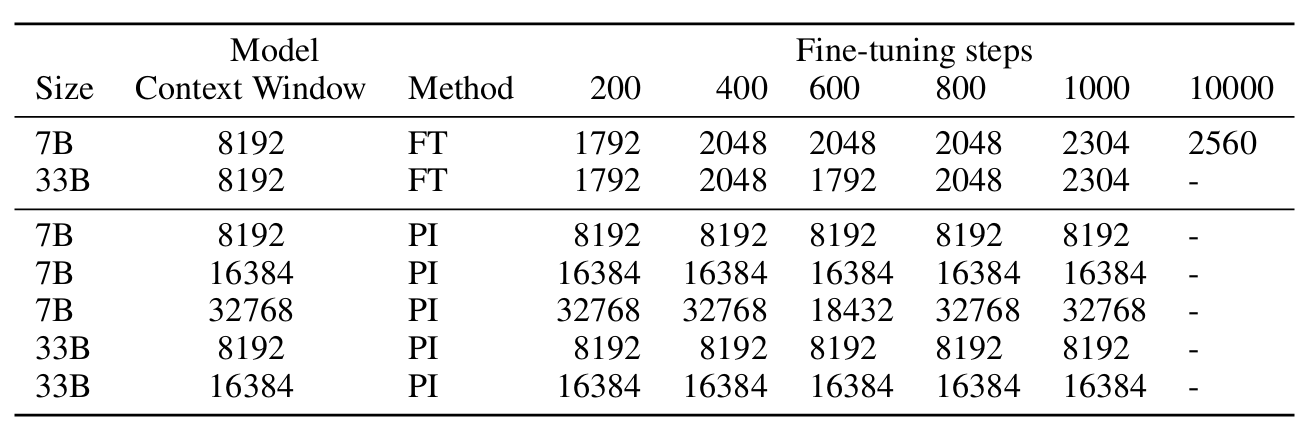 Model Fine-tuning steps
Size Context Window Method 200 400 600 800 1000 10000
7B 8192 FT 1792 2048 2048 2048 2304 2560
33B 8192 FT 1792 2048 1792 2048 2304 -
7B 8192 PI 8192 8192 8192 8192 8192 -
7B 16384 PI 16384 16384 16384 16384 16384 -
7B 32768 PI 32768 32768 18432 32768 32768 -
33B 8192 PI 8192 8192 8192 8192 8192 -
33B 16384 PI 16384 16384 16384 16384 16384 -